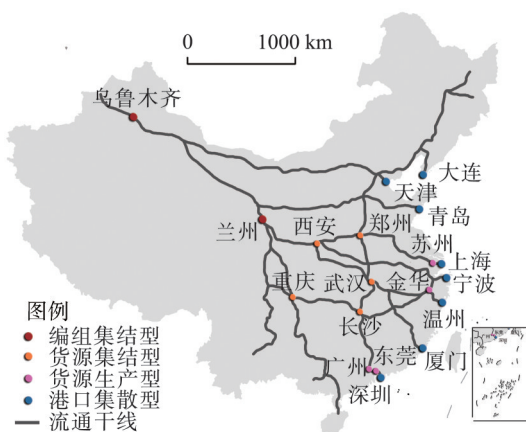 0 1000 km
乌鲁木齐
大连
天津
青岛
兰州
西安
郑州
苏州
上海
重庆
武汉
金华
宁波
温州
长沙
广州
东莞
厦门
深圳
图例
编组集结型
货源集结型
货源生产型
港口集散型
流通干线